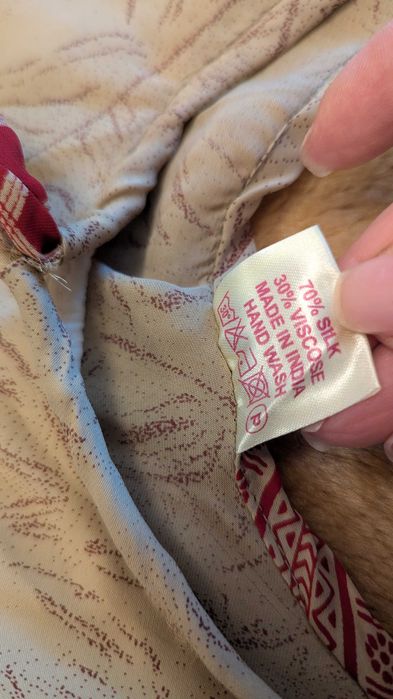 70% SILK
30% VISCOSE
MADE IN INDIA
HAND WASH
P